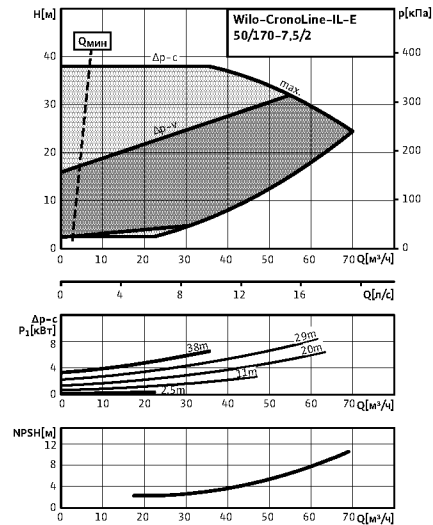 H[м]
Wilo-CronoLine-IL-E
50/170-7,5/2
p[кПа]
Qмин
Δp-c
max.
Δp-v
40
30
20
10
0
400
300
200
100
0
0 10 20 30 40 50 60 70 Q[м³/ч]
0 4 8 12 16 Q[л/с]
Δp-c
P₁[кВт]
8
4
0
38m
29m
20m
11m
2.5m
0 10 20 30 40 50 60 Q[м³/ч]
NPSH[м]
12
8
4
0
0 10 20 30 40 50 60 70 Q[м³/ч]